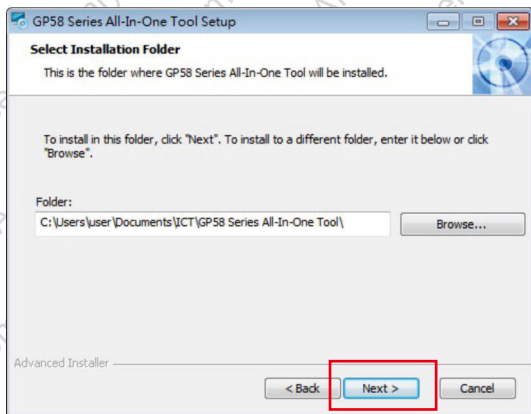 GP58 Series All-In-One Tool Setup
Select Installation Folder
This is the folder where GP58 Series All-In-One Tool will be installed.
To install in this folder, click "Next". To install to a different folder, enter it below or click
"Browse".
Folder:
C:\Users\user\Documents\ICT\GP58 Series All-In-One Tool\
Browse...
Advanced Installer
< Back
Next >
Cancel